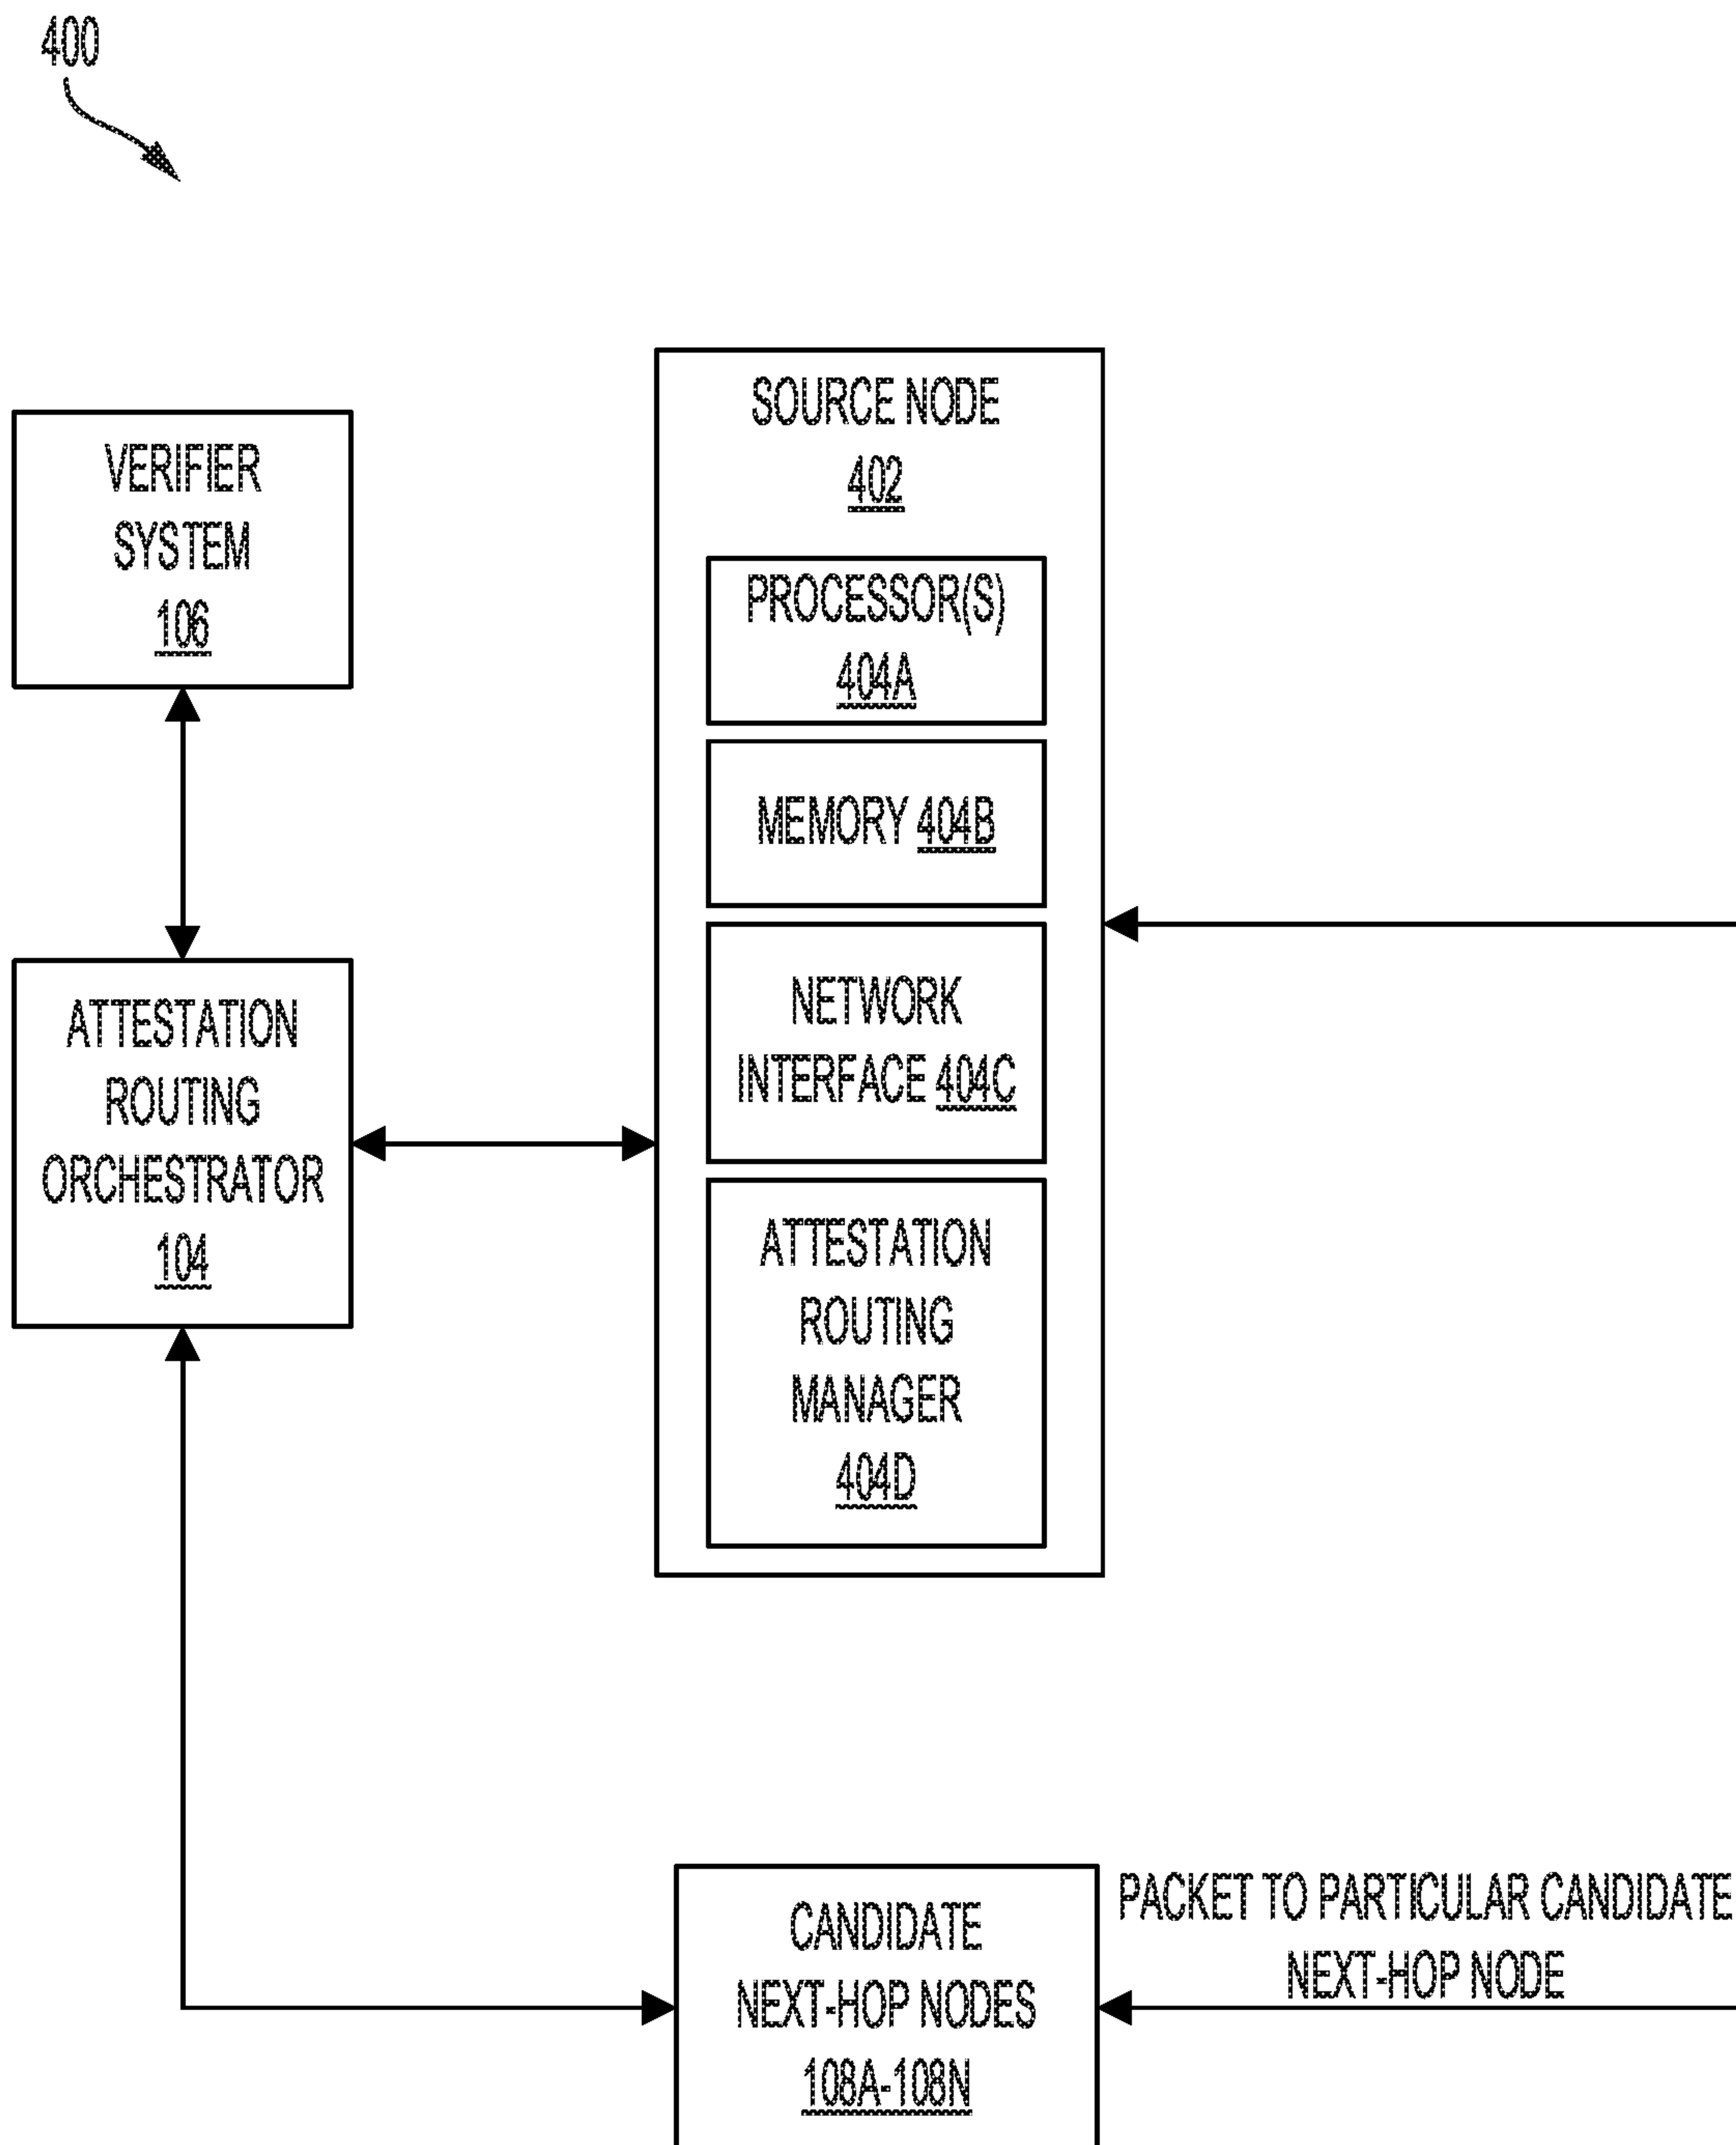 400
VERIFIER
SYSTEM
106
ATTESTATION
ROUTING
ORCHESTRATOR
104
SOURCE NODE
402
PROCESSOR(S)
404A
MEMORY 404B
NETWORK
INTERFACE 404C
ATTESTATION
ROUTING
MANAGER
404D
CANDIDATE
NEXT-HOP NODES
108A-108N
PACKET TO PARTICULAR CANDIDATE
NEXT-HOP NODE